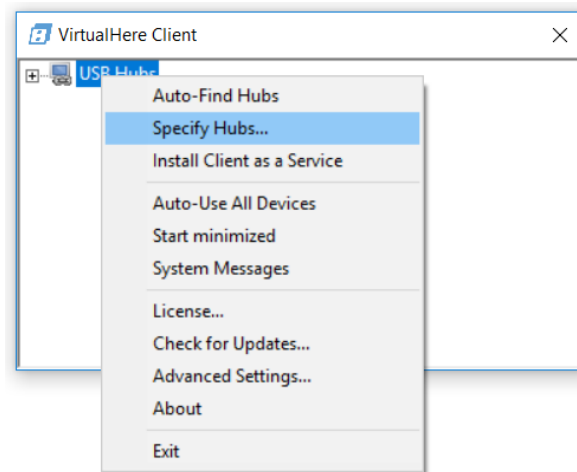 VirtualHere Client
USB Hubs
Auto-Find Hubs
Specify Hubs...
Install Client as a Service
Auto-Use All Devices
Start minimized
System Messages
License...
Check for Updates...
Advanced Settings...
About
Exit